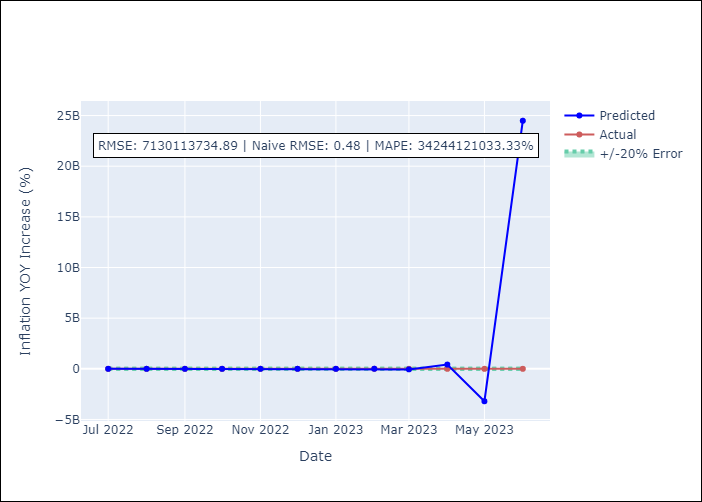 25B
20B
15B
10B
5B
0
−5B
Inflation YOY Increase (%)
RMSE: 7130113734.89 | Naive RMSE: 0.48 | MAPE: 34244121033.33%
Jul 2022
Sep 2022
Nov 2022
Jan 2023
Mar 2023
May 2023
Date
Predicted
Actual
+/-20% Error